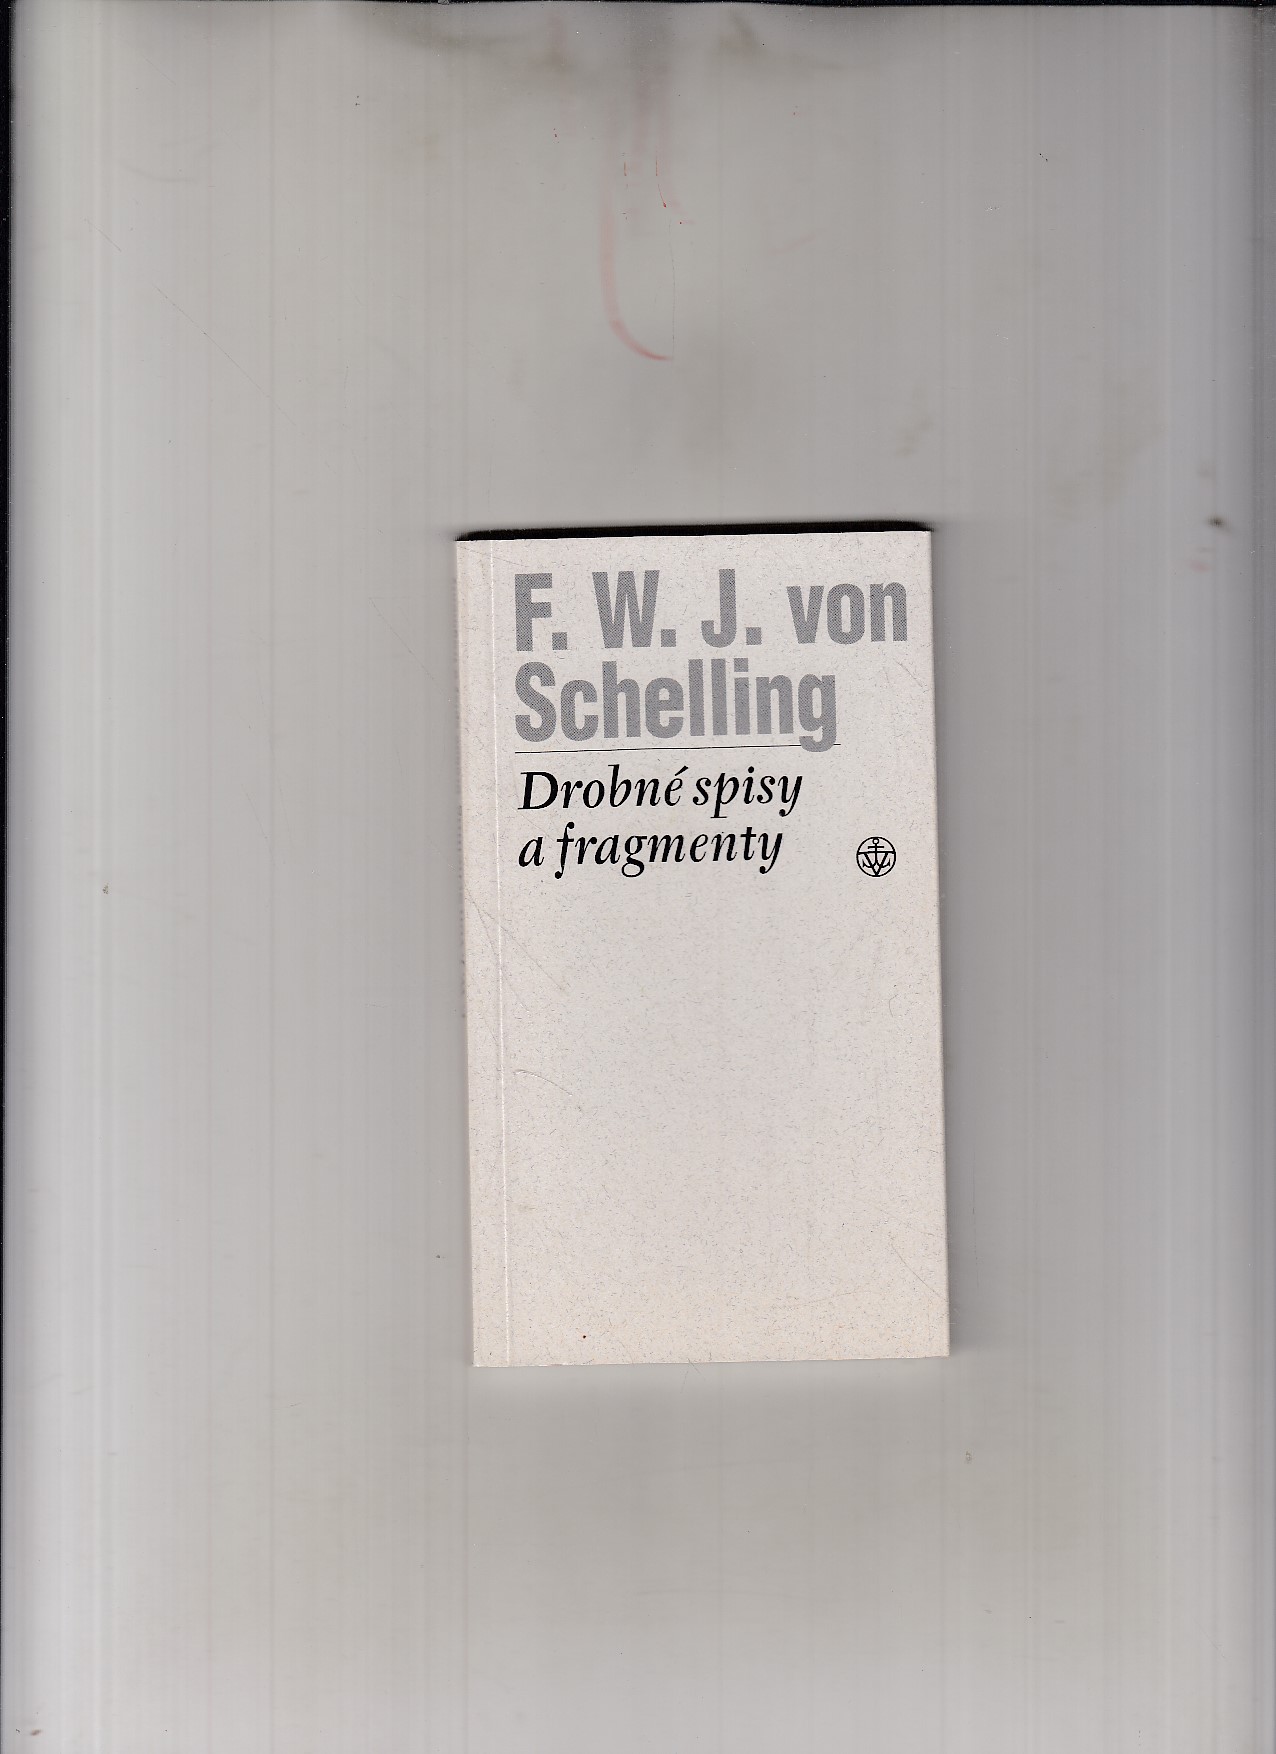 F. W. J. von
Schelling
Drobné spisy
a fragmenty